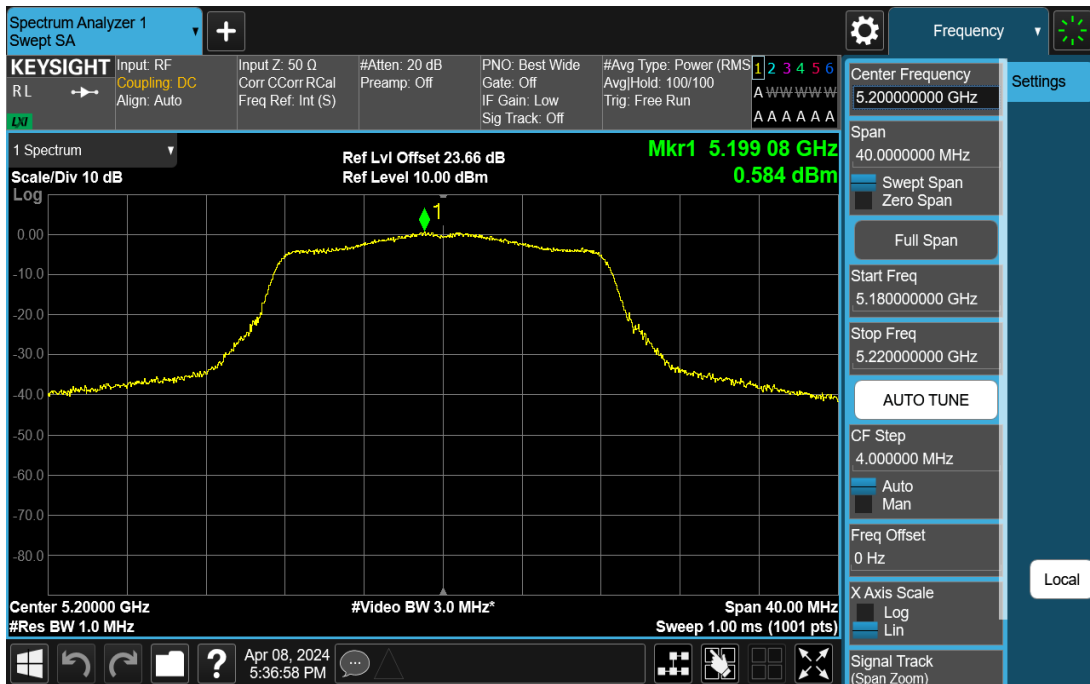 Spectrum Analyzer 1
Swept SA
+
Frequency
KEYSIGHT
R L
LXI
Input: RF
Coupling: DC
Align: Auto
Input Z: 50 Ω
Corr CCorr RCal
Freq Ref: Int (S)
#Atten: 20 dB
Preamp: Off
PNO: Best Wide
Gate: Off
IF Gain: Low
Sig Track: Off
#Avg Type: Power (RMS
Avg|Hold: 100/100
Trig: Free Run
1 2 3 4 5 6
A W W W W W
A A A A A A
1 Spectrum
Scale/Div 10 dB
Log
Ref Lvl Offset 23.66 dB
Ref Level 10.00 dBm
Mkr1 5.199 08 GHz
0.584 dBm
1
0.00
-10.0
-20.0
-30.0
-40.0
-50.0
-60.0
-70.0
-80.0
Center 5.20000 GHz
#Video BW 3.0 MHz*
Span 40.00 MHz
#Res BW 1.0 MHz
Sweep 1.00 ms (1001 pts)
?
Apr 08, 2024
5:36:58 PM
Center Frequency
5.200000000 GHz
Settings
Span
40.0000000 MHz
Swept Span
Zero Span
Full Span
Start Freq
5.180000000 GHz
Stop Freq
5.220000000 GHz
AUTO TUNE
CF Step
4.000000 MHz
Auto
Man
Freq Offset
0 Hz
Local
X Axis Scale
Log
Lin
Signal Track
(Span Zoom)